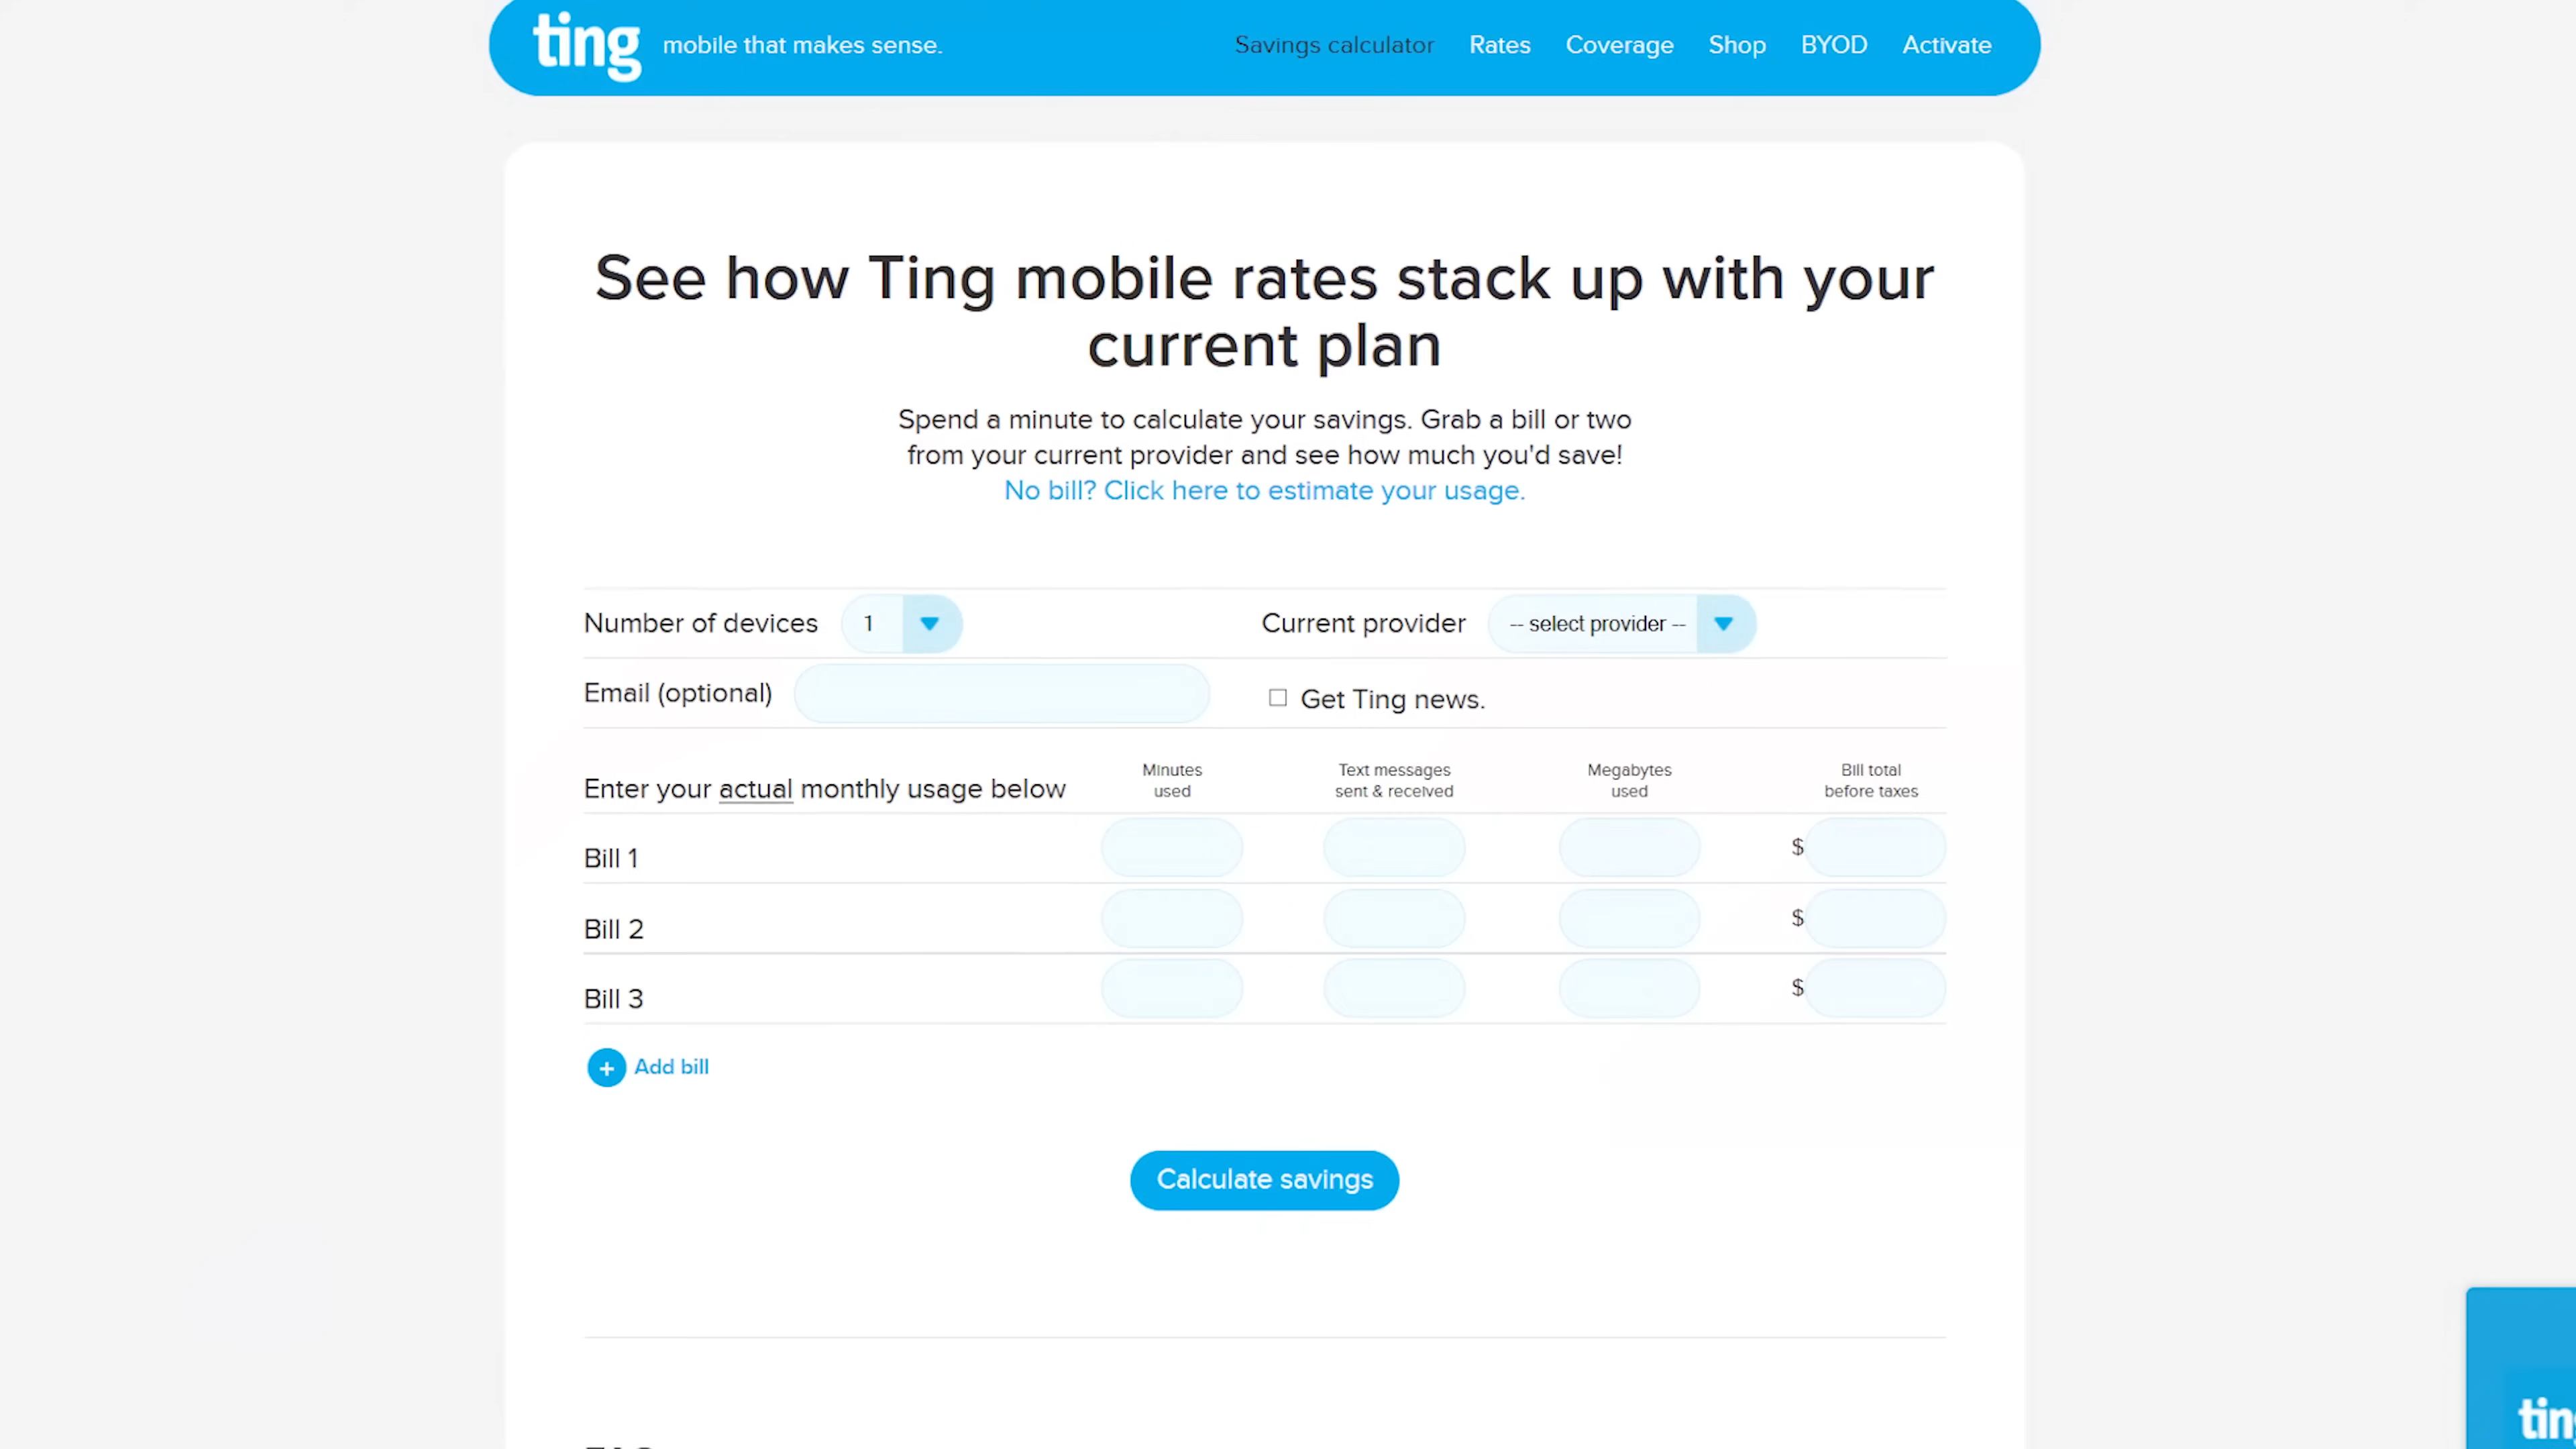 ting mobile that makes sense. Savings calculator Rates Coverage Shop BYOD Activate
See how Ting mobile rates stack up with your
current plan
Spend a minute to calculate your savings. Grab a bill or two
from your current provider and see how much you'd save!
No bill? Click here to estimate your usage.
Number of devices 1 Current provider -- select provider --
Email (optional) Get Ting news.
Enter your actual monthly usage below
Minutes
used
Text messages
sent & received
Megabytes
used
Bill total
before taxes
Bill 1 $
Bill 2 $
Bill 3 $
+ Add bill
Calculate savings